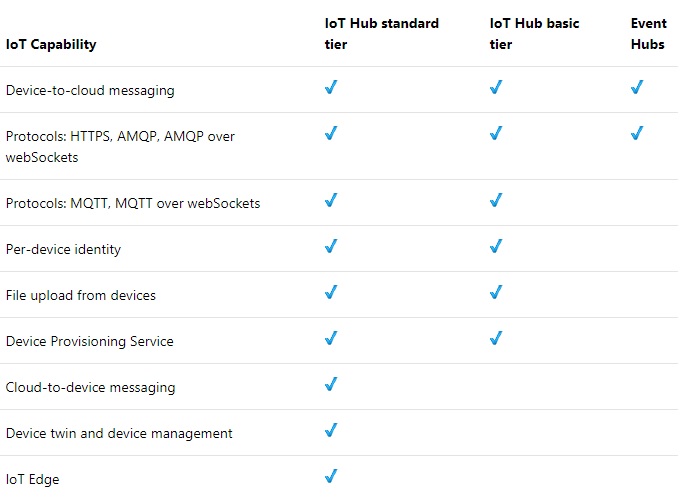 IoT Capability IoT Hub standard tier IoT Hub basic tier Event Hubs
Device-to-cloud messaging ✓ ✓ ✓
Protocols: HTTPS, AMQP, AMQP over webSockets ✓ ✓ ✓
Protocols: MQTT, MQTT over webSockets ✓ ✓
Per-device identity ✓ ✓
File upload from devices ✓ ✓
Device Provisioning Service ✓ ✓
Cloud-to-device messaging ✓
Device twin and device management ✓
IoT Edge ✓